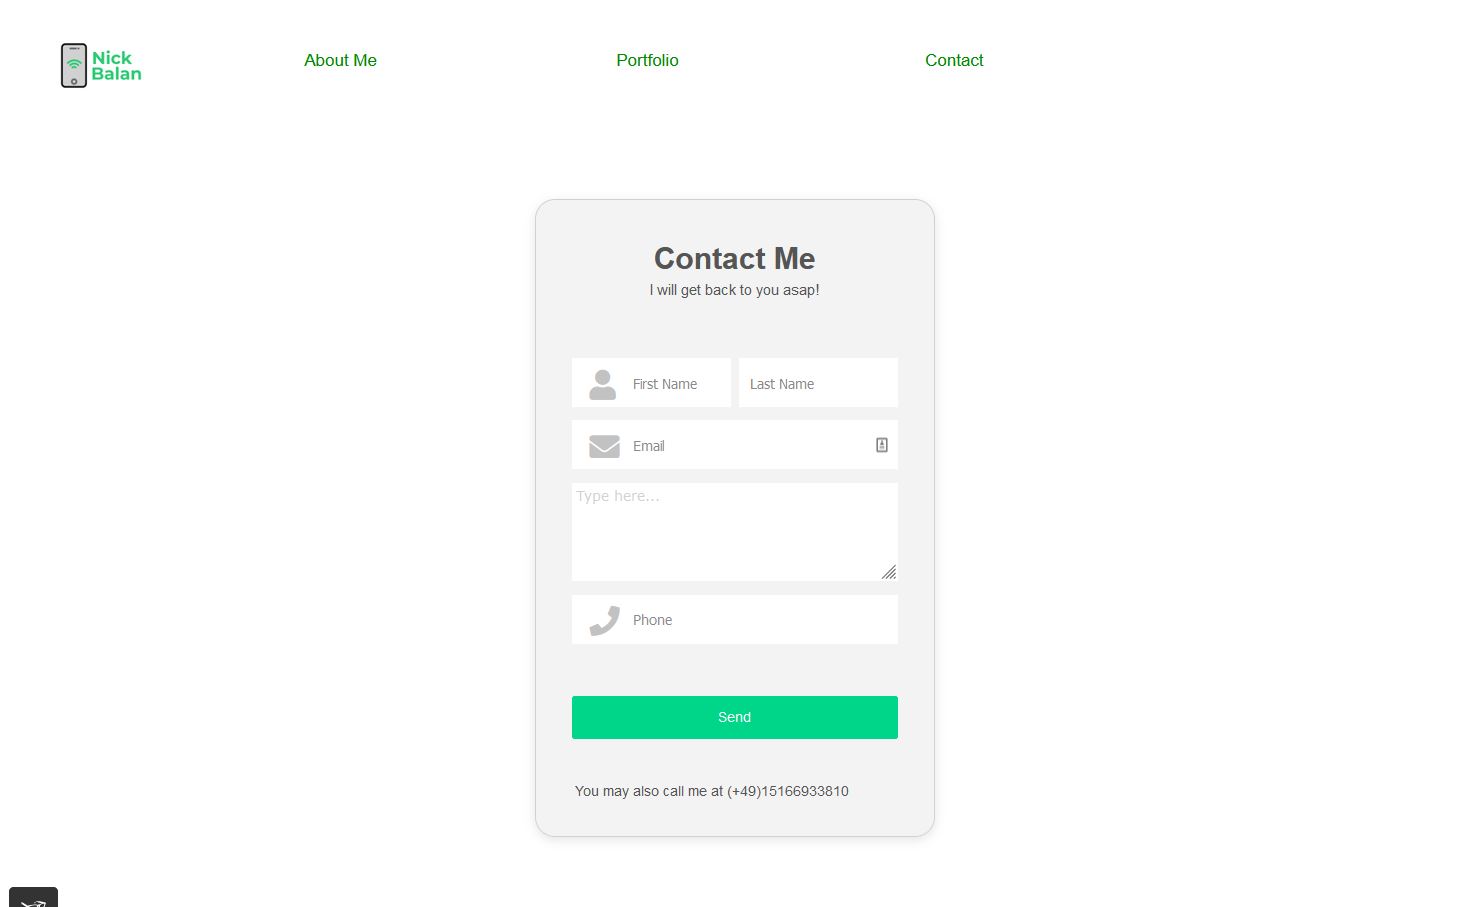 Nick
Balan
About Me
Portfolio
Contact
Contact Me
I will get back to you asap!
First Name
Last Name
Email
Type here...
Phone
Send
You may also call me at (+49)15166933810